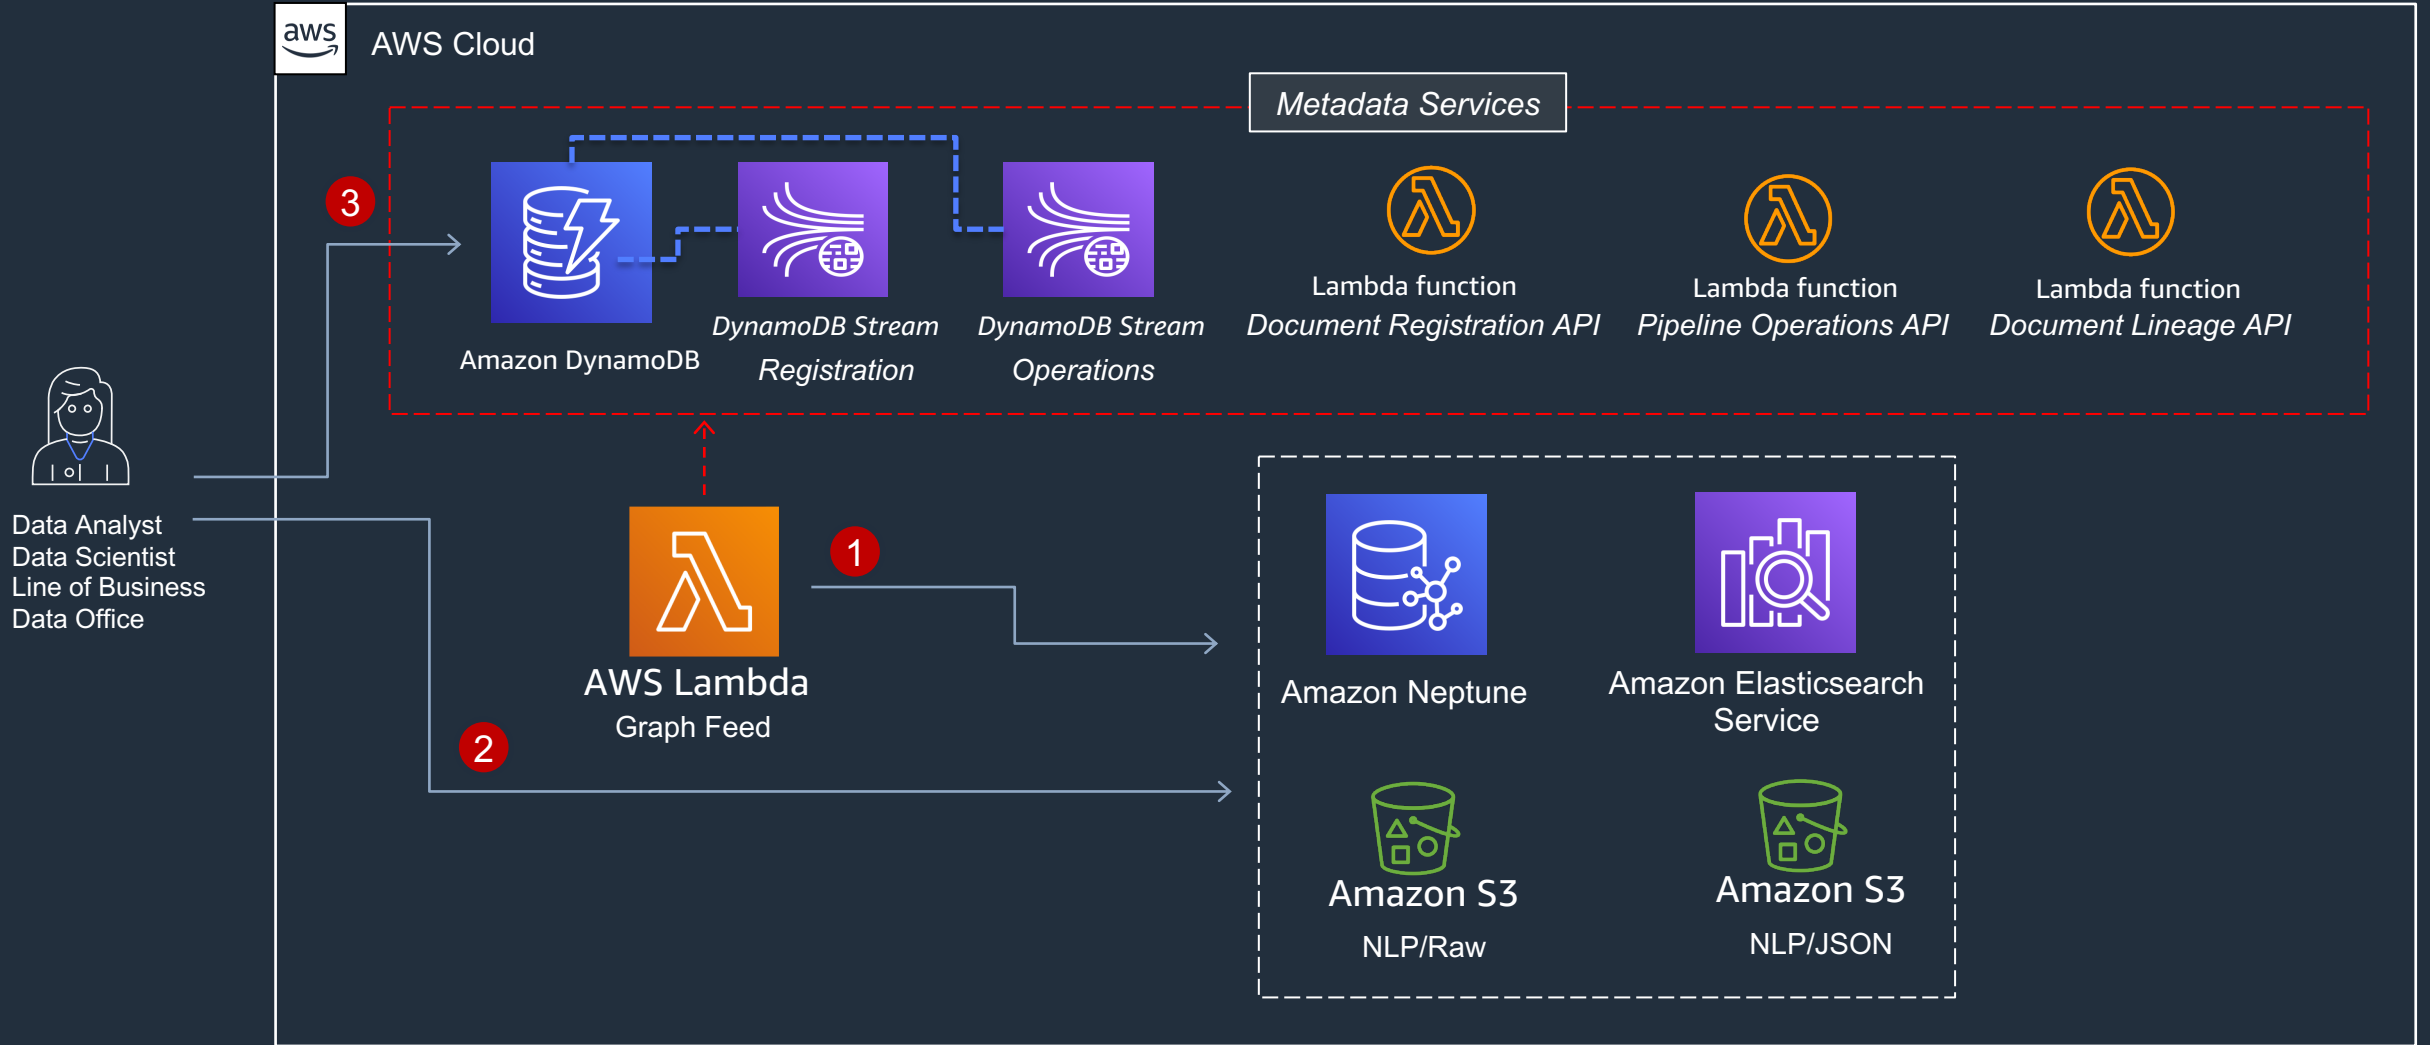 aws
AWS Cloud
Metadata Services
3
Amazon DynamoDB
DynamoDB Stream
Registration
DynamoDB Stream
Operations
Lambda function
Document Registration API
Lambda function
Pipeline Operations API
Lambda function
Document Lineage API
Data Analyst
Data Scientist
Line of Business
Data Office
1
AWS Lambda
Graph Feed
2
Amazon Neptune
Amazon Elasticsearch
Service
Amazon S3
NLP/Raw
Amazon S3
NLP/JSON